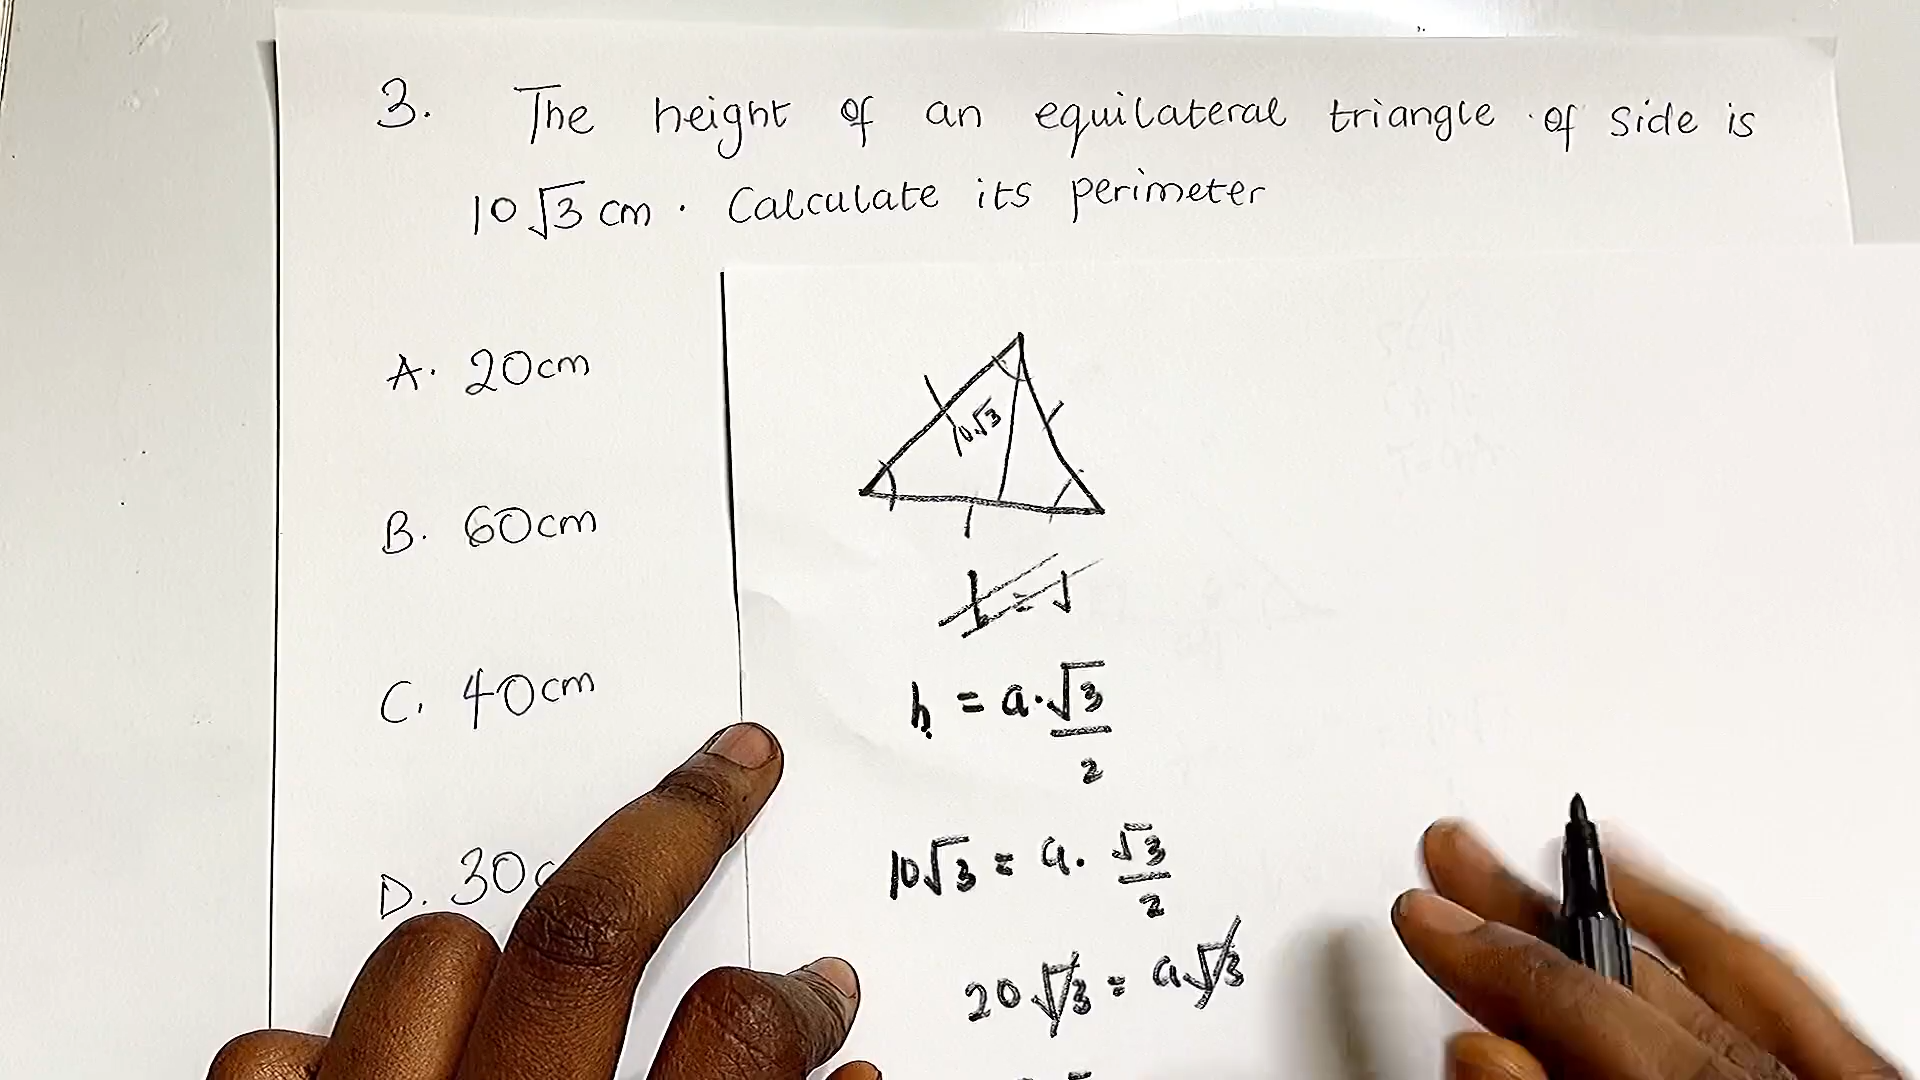 3. The height of an equilateral triangle of side is
10√3 cm. Calculate its perimeter
A. 20cm
B. 60cm
C. 40cm
D. 30c
10√3
h = a·√3/2
10√3 = a. √3/2
20√3 = a√3